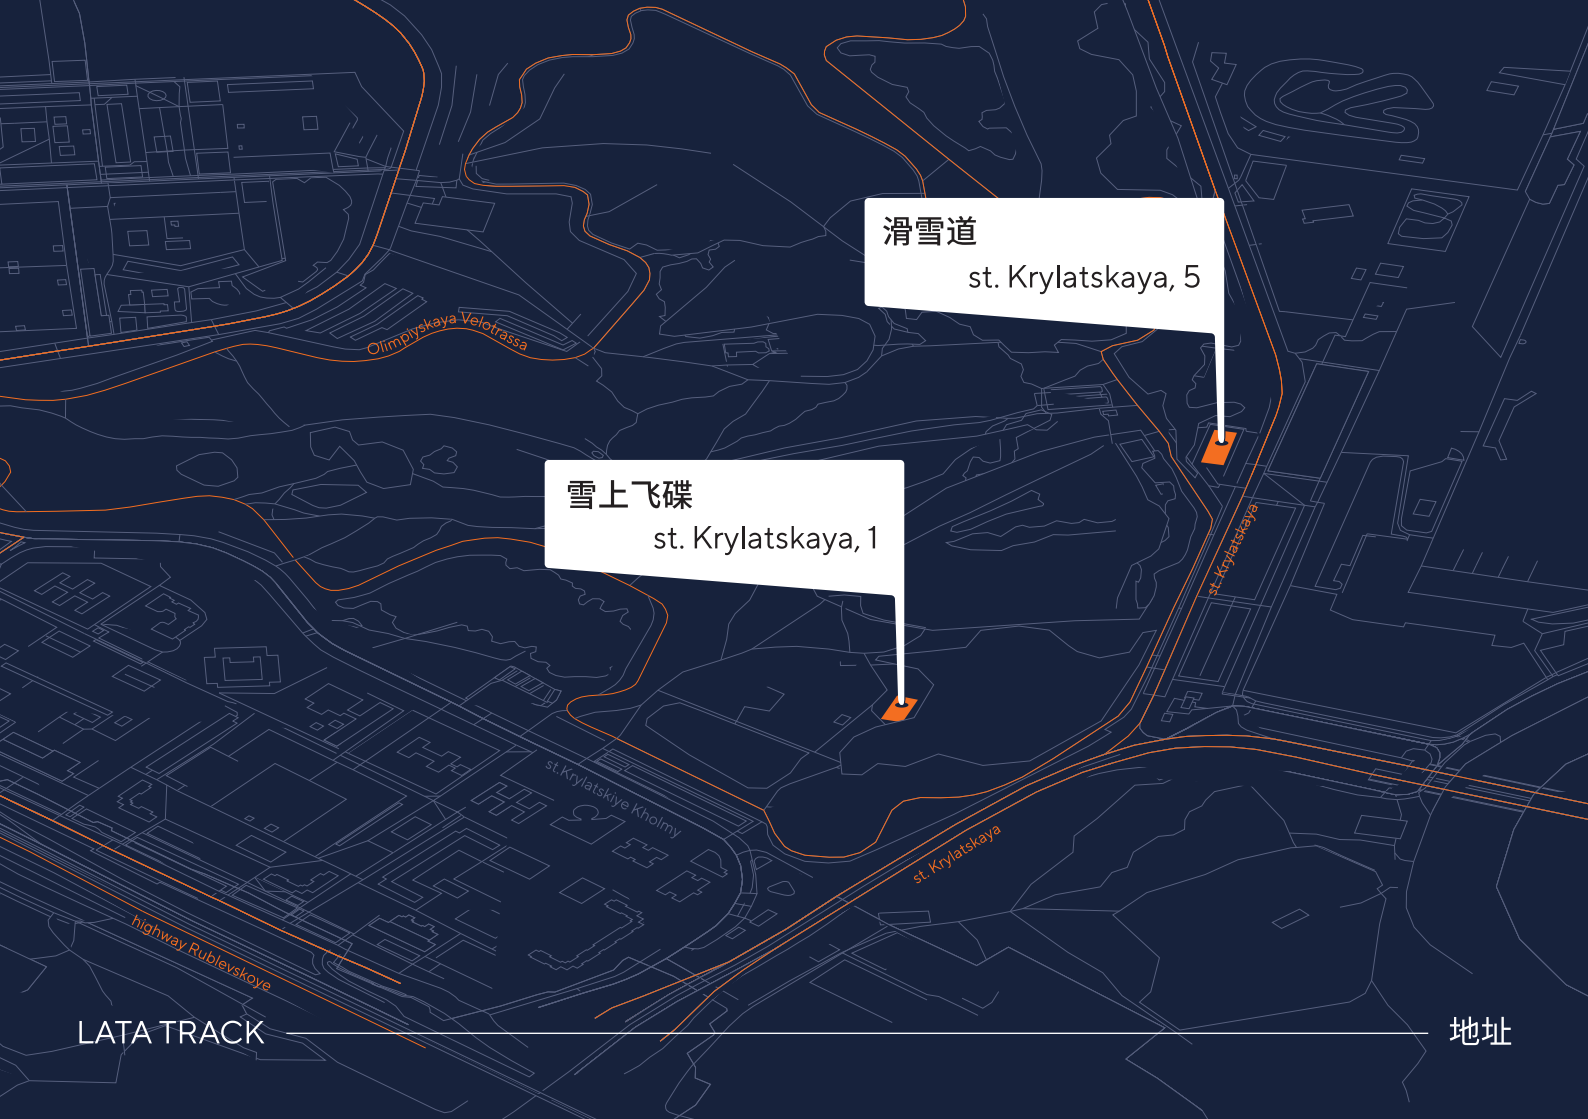 滑雪道
st. Krylatskaya, 5
Olimpiyskaya Velotrassa
雪上飞碟
st. Krylatskaya, 1
st. Krylatskaya
st.Krylatskiye Kholmy
st. Krylatskaya
highway Rublevskoye
LATA TRACK
地址